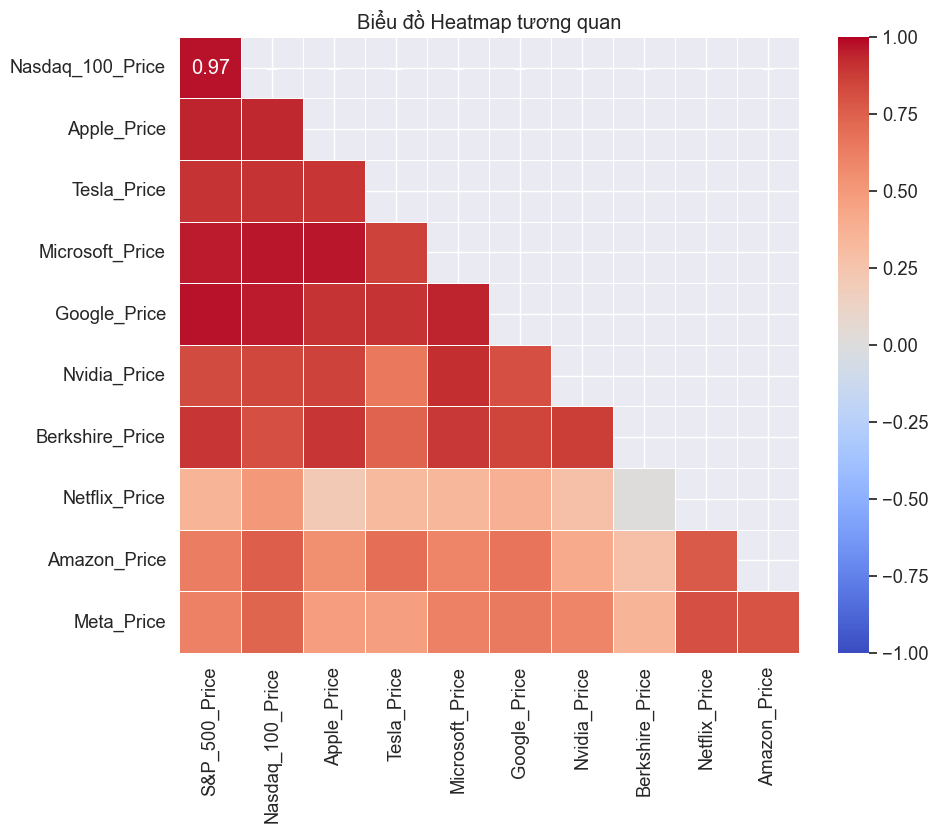 Biểu đồ Heatmap tương quan
Nasdaq_100_Price
Apple_Price
Tesla_Price
Microsoft_Price
Google_Price
Nvidia_Price
Berkshire_Price
Netflix_Price
Amazon_Price
Meta_Price
0.97
S&P_500_Price
Nasdaq_100_Price
Apple_Price
Tesla_Price
Microsoft_Price
Google_Price
Nvidia_Price
Berkshire_Price
Netflix_Price
Amazon_Price
1.00
0.75
0.50
0.25
0.00
−0.25
−0.50
−0.75
−1.00